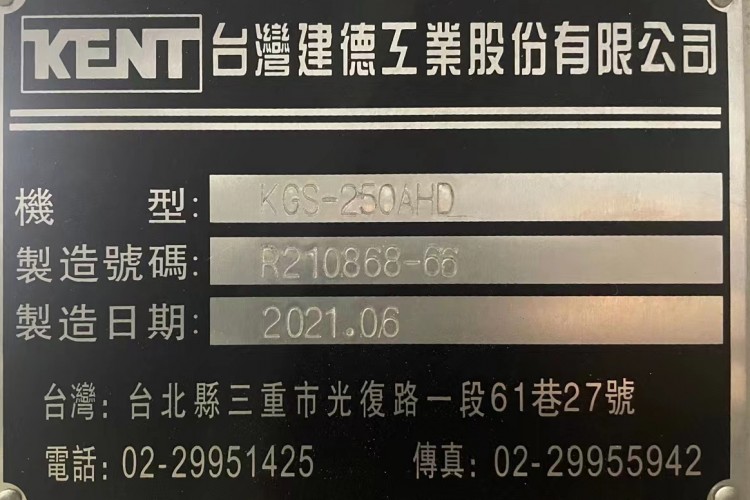 KENT 台灣建德工業股份有限公司
機 型: KGS-250AHD
製造號碼: R210868-66
製造日期: 2021.06
台灣: 台北縣三重市光復路一段61巷27號
電話: 02-29951425 傳真: 02-29955942